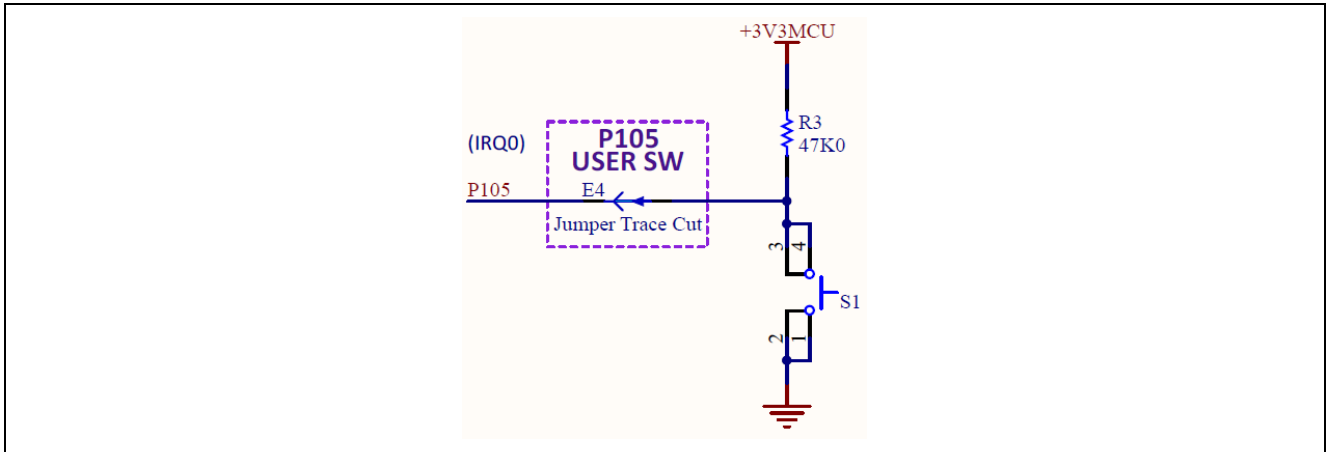 +3V3MCU
R3
47K0
(IRQ0)
P105
USER SW
P105
E4
Jumper Trace Cut
3
4
S1
2
1